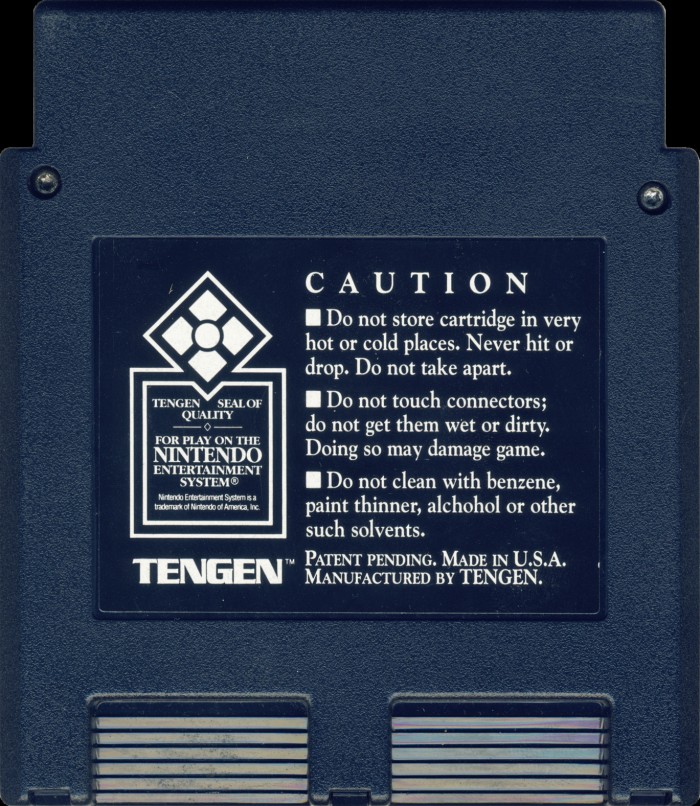 CAUTION
Do not store cartridge in very
hot or cold places. Never hit or
drop. Do not take apart.
Do not touch connectors;
do not get them wet or dirty.
Doing so may damage game.
Do not clean with benzene,
paint thinner, alchohol or other
such solvents.
PATENT PENDING. MADE IN U.S.A.
MANUFACTURED BY TENGEN.
TENGEN SEAL OF
QUALITY
FOR PLAY ON THE
NINTENDO
ENTERTAINMENT
SYSTEM®
Nintendo Entertainment System is a
trademark of Nintendo of America, Inc.
TENGEN™